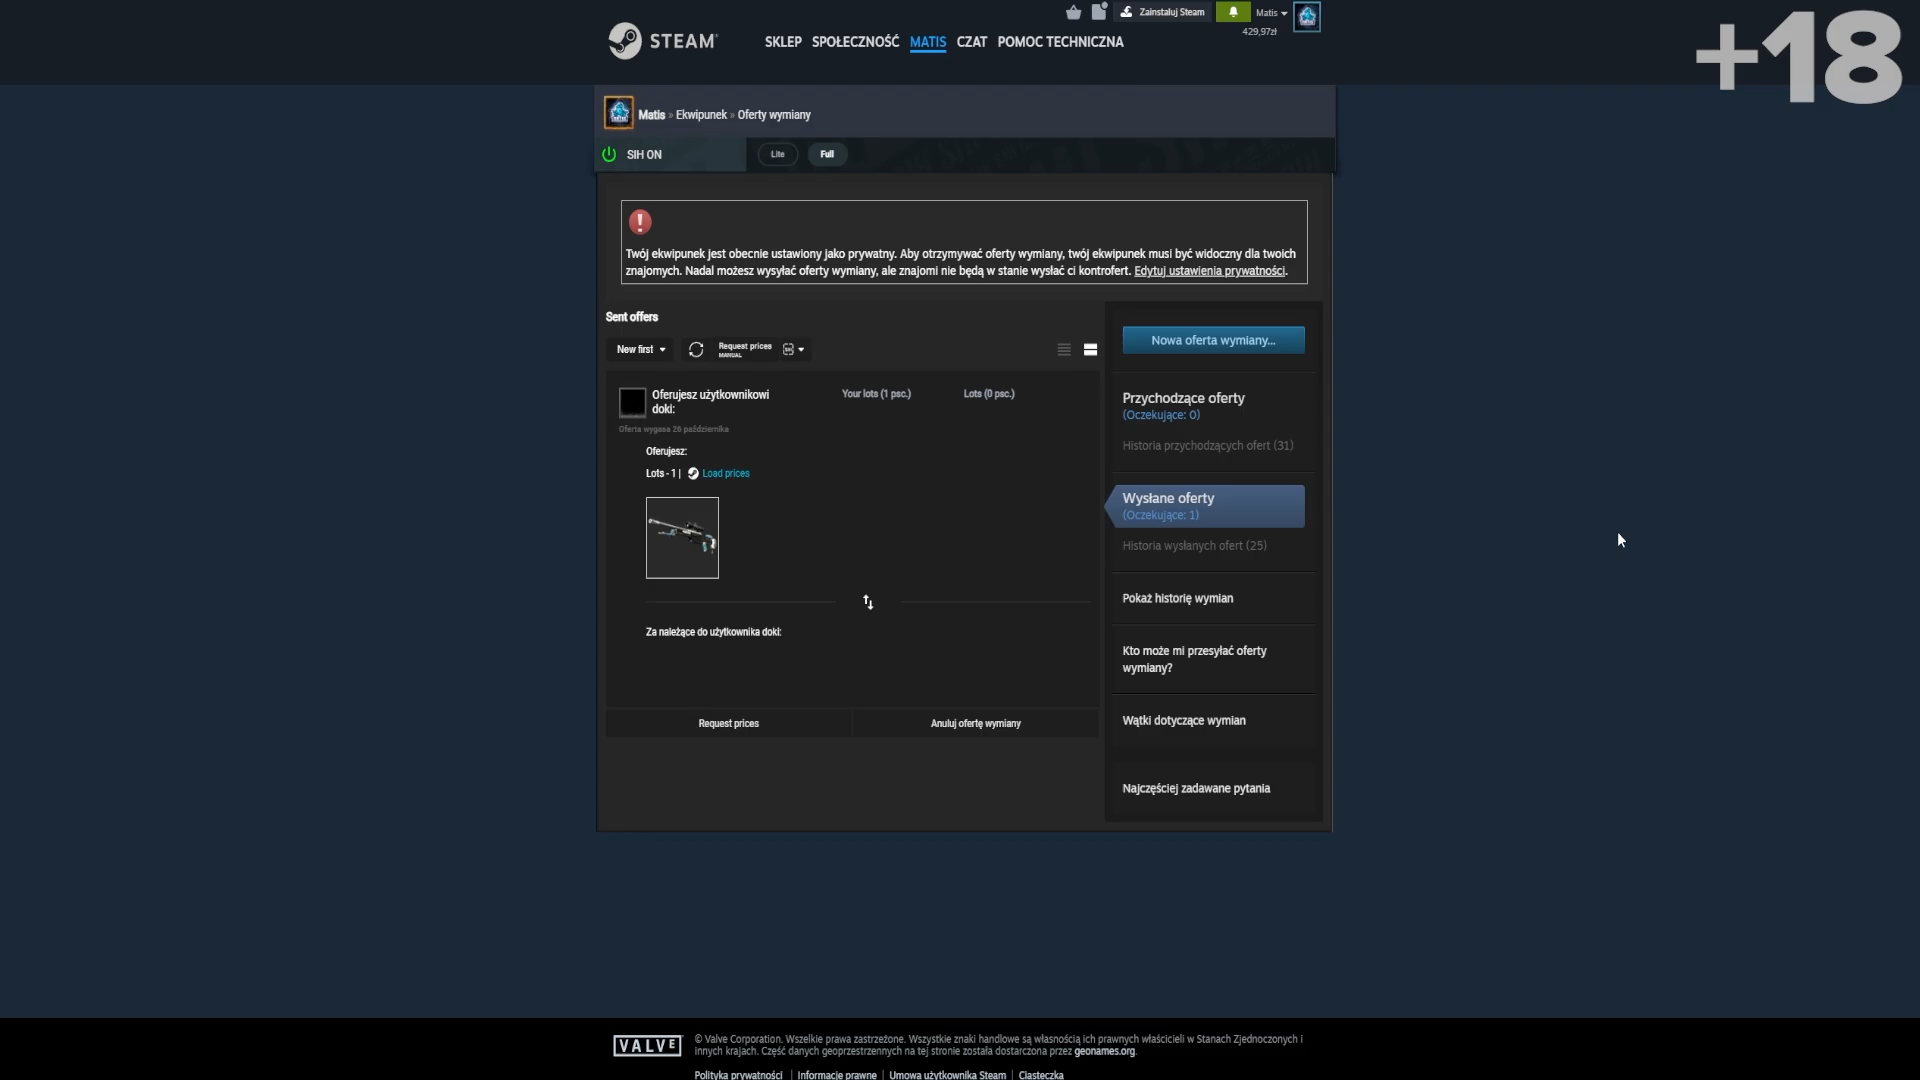 Zainstaluj Steam
Matis
429,97zł
+18
STEAM
SKLEP SPOŁECZNOŚĆ MATIS CZAT POMOC TECHNICZNA
Matis » Ekwipunek » Oferty wymiany
SIH ON
Lite
Full
Twój ekwipunek jest obecnie ustawiony jako prywatny. Aby otrzymywać oferty wymiany, twój ekwipunek musi być widoczny dla twoich
znajomych. Nadal możesz wysyłać oferty wymiany, ale znajomi nie będą w stanie wysłać ci kontrofert. Edytuj ustawienia prywatności.
Sent offers
New first
Request prices
MANUAL
Oferujesz użytkownikowi
doki:
Your lots (1 psc.)
Lots (0 psc.)
Oferta wygasa 26 października
Oferujesz:
Lots - 1 | Load prices
Za należące do użytkownika doki:
Request prices
Anuluj ofertę wymiany
Nowa oferta wymiany...
Przychodzące oferty
(Oczekujące: 0)
Historia przychodzących ofert (31)
Wysłane oferty
(Oczekujące: 1)
Historia wysłanych ofert (25)
Pokaż historię wymian
Kto może mi przesyłać oferty
wymiany?
Wątki dotyczące wymian
Najczęściej zadawane pytania
VALVE
© Valve Corporation. Wszelkie prawa zastrzeżone. Wszystkie znaki handlowe są własnością ich prawnych właścicieli w Stanach Zjednoczonych i
innych krajach. Część danych geoprzestrzennych na tej stronie została dostarczona przez geonames.org.
Polityka prywatności | Informacje prawne | Umowa użytkownika Steam | Ciasteczka